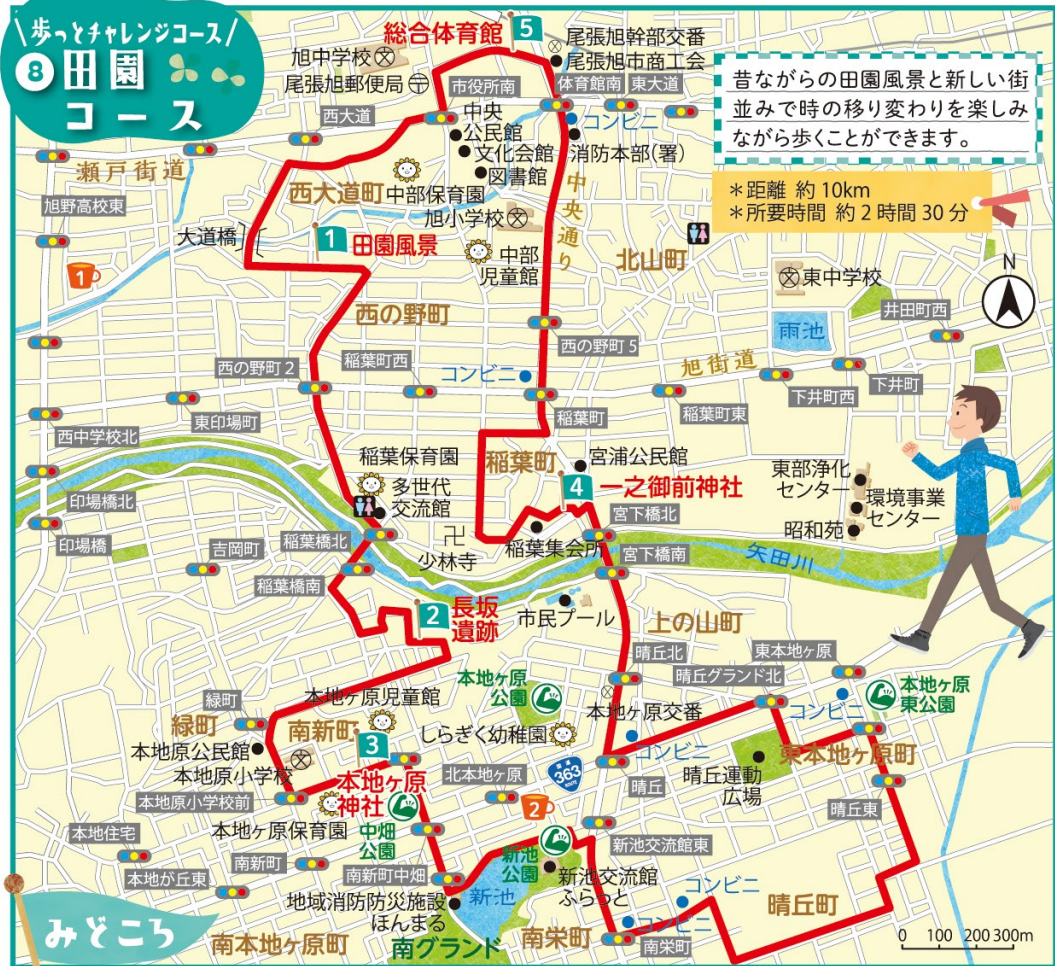 歩っとチャレンジコース
8 田園
コース
昔ながらの田園風景と新しい街
並みで時の移り変わりを楽しみ
ながら歩くことができます。
＊距離 約10km
＊所要時間 約2時間30分
N
総合体育館
5
尾張旭幹部交番
尾張旭市商工会
旭中学校
尾張旭郵便局
市役所南
体育館南
東大道
西大道
中央
公民館
文化会館
図書館
コンビニ
消防本部(署)
瀬戸街道
旭野高校東
西大道町
中部保育園
旭小学校
中央通り
大道橋
1
田園風景
中部
児童館
北山町
東中学校
1
西の野町
雨池
井田町西
西の野町5
旭街道
西の野町2
稲葉町西
コンビニ
下井町
下井町西
東印場町
稲葉町
稲葉町東
西中学校北
稲葉保育園
稲葉町
宮浦公民館
多世代
交流館
4
一之御前神社
東部浄化
センター
環境事業
センター
昭和苑
印場橋北
印場橋
吉岡町
稲葉橋北
少林寺
稲葉集会所
宮下橋北
宮下橋南
矢田川
稲葉橋南
2
長坂
遺跡
市民プール
上の山町
晴丘北
東本地ヶ原
晴丘グランド北
緑町
本地ヶ原児童館
本地ヶ原
公園
本地ヶ原交番
コンビニ
本地ヶ原
東公園
緑町
南新町
しらぎく幼稚園
コンビニ
本地原公民館
3
本地原小学校
本地ヶ原
神社
北本地ヶ原
国道
363
ROUTE
晴丘
晴丘運動
広場
東本地ヶ原町
本地原小学校前
2
晴丘東
本地住宅
本地ヶ原保育園
中畑
公園
新池交流館東
本地が丘東
南新町
南新町中畑
新池
公園
新池交流館
ふらっと
コンビニ
新池
地域消防防災施設
ほんまる
コンビニ
晴丘町
みどころ
南本地ヶ原町
南グランド
南栄町
南栄町
0 100 200 300m